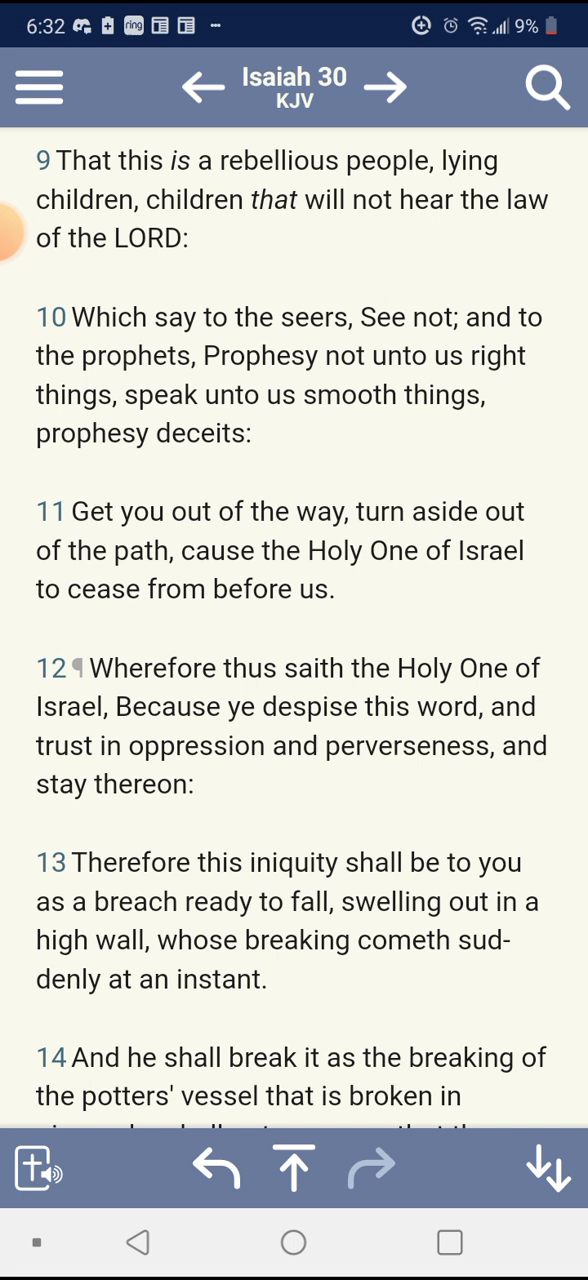 6:32 ring 9%
Isaiah 30
KJV
9 That this is a rebellious people, lying
children, children that will not hear the law
of the LORD:
10 Which say to the seers, See not; and to
the prophets, Prophesy not unto us right
things, speak unto us smooth things,
prophesy deceits:
11 Get you out of the way, turn aside out
of the path, cause the Holy One of Israel
to cease from before us.
12 ¶ Wherefore thus saith the Holy One of
Israel, Because ye despise this word, and
trust in oppression and perverseness, and
stay thereon:
13 Therefore this iniquity shall be to you
as a breach ready to fall, swelling out in a
high wall, whose breaking cometh sud-
denly at an instant.
14 And he shall break it as the breaking of
the potters' vessel that is broken in